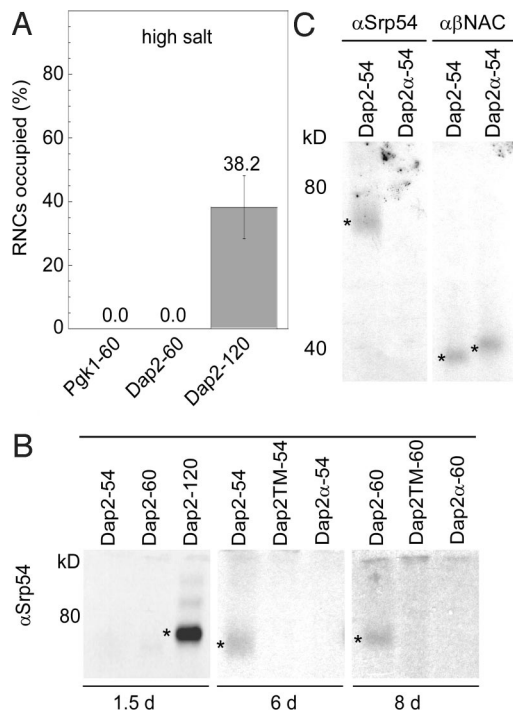 A
high salt
RNCs occupied (%)
80
60
40
20
0
0.0
0.0
38.2
Pgk1-60
Dap2-60
Dap2-120
C
αSrp54
αβNAC
Dap2-54
Dap2α-54
Dap2-54
Dap2α-54
kD
80
*
40
*
*
B
αSrp54
Dap2-54
Dap2-60
Dap2-120
Dap2-54
Dap2TM-54
Dap2α-54
Dap2-60
Dap2TM-60
Dap2α-60
kD
80
*
*
*
1.5 d
6 d
8 d